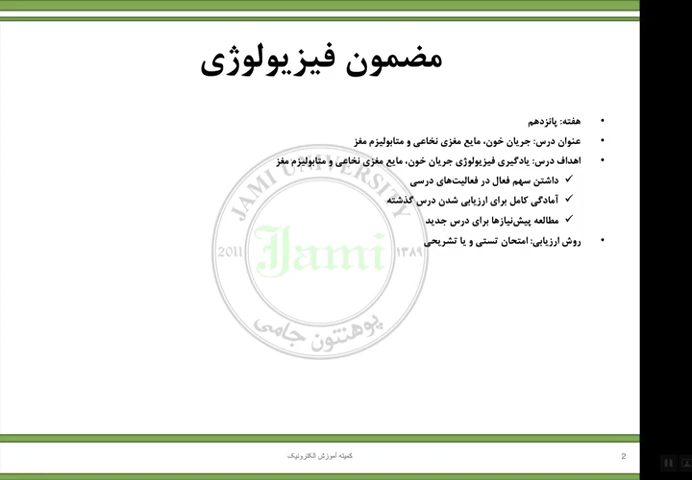 مضمون فیزیولوژی
• هفته: پانزدهم
• عنوان درس: جریان خون، مایع مغزی نخاعی و متابولیزم مغز
• اهداف درس: یادگیری فیزیولوژی جریان خون، مایع مغزی نخاعی و متابولیزم مغز
✓ داشتن سهم فعال در فعالیت‌های درسی
✓ آمادگی کامل برای ارزیابی شدن درس گذشته
✓ مطالعه پیش‌نیازها برای درس جدید
• روش ارزیابی: امتحان تستی و یا تشریحی
JAMI UNIVERSITY
2011 Jami ۱۳۸۹
پوهنتون جامی
کمیته آموزش الکترونیک
2